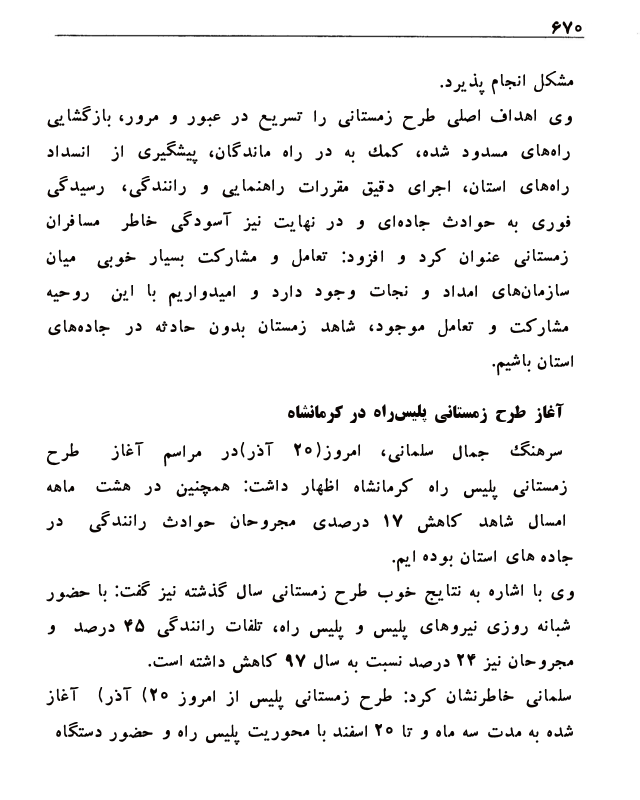 ۶۷۰
مشکل انجام پذیرد.
وی اهداف اصلی طرح زمستانی را تسریع در عبور و مرور، بازگشایی
راه‌های مسدود شده، کمك به در راه ماندگان، پیشگیری از انسداد
راه‌های استان، اجرای دقیق مقررات راهنمایی و رانندگی، رسیدگی
فوری به حوادث جاده‌ای و در نهایت نیز آسودگی خاطر مسافران
زمستانی عنوان کرد و افزود: تعامل و مشارکت بسیار خوبی میان
سازمان‌های امداد و نجات وجود دارد و امیدواریم با این روحیه
مشارکت و تعامل موجود، شاهد زمستان بدون حادثه در جاده‌های
استان باشیم.
آغاز طرح زمستانی پلیس‌راه در کرمانشاه
سرهنگ جمال سلمانی، امروز(۲۰ آذر)در مراسم آغاز طرح
زمستانی پلیس راه کرمانشاه اظهار داشت: همچنین در هشت ماهه
امسال شاهد کاهش ۱۷ درصدی مجروحان حوادث رانندگی در
جاده های استان بوده ایم.
وی با اشاره به نتایج خوب طرح زمستانی سال گذشته نیز گفت: با حضور
شبانه روزی نیروهای پلیس و پلیس راه، تلفات رانندگی ۴۵ درصد و
مجروحان نیز ۲۴ درصد نسبت به سال ۹۷ کاهش داشته است.
سلمانی خاطرنشان کرد: طرح زمستانی پلیس از امروز ۲۰) آذر) آغاز
شده به مدت سه ماه و تا ۲۰ اسفند با محوریت پلیس راه و حضور دستگاه